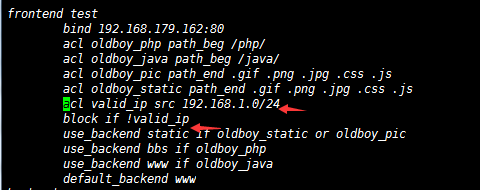 frontend test
bind 192.168.179.162:80
acl oldboy_php path_beg /php/
acl oldboy_java path_beg /java/
acl oldboy_pic path_end .gif .png .jpg .css .js
acl oldboy_static path_end .gif .png .jpg .css .js
acl valid_ip src 192.168.1.0/24
block if !valid_ip
use_backend static if oldboy_static or oldboy_pic
use_backend bbs if oldboy_php
use_backend www if oldboy_java
default_backend www